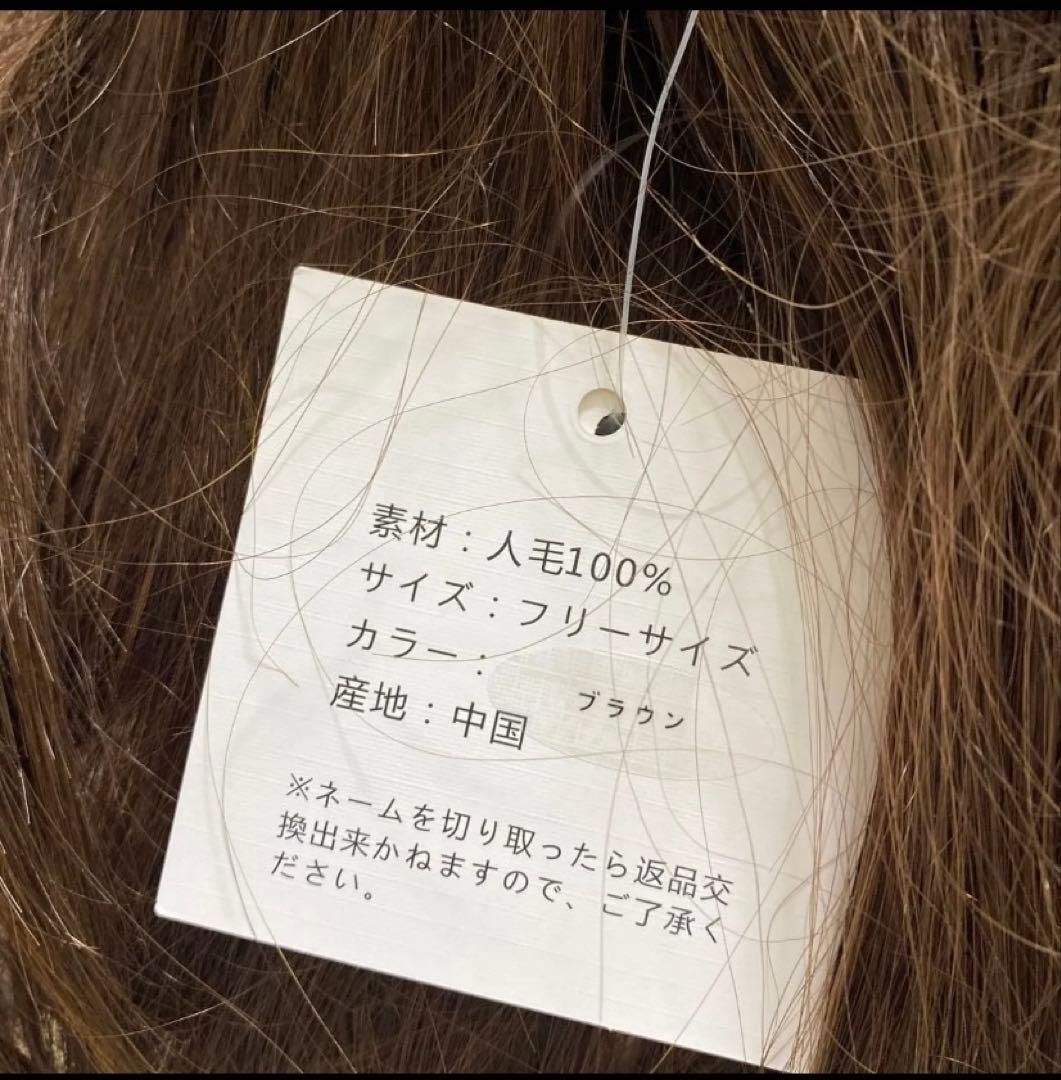 素材：人毛100%
サイズ：フリーサイズ
カラー：ブラウン
産地：中国
※ネームを切り取ったら返品交
換出来かねますので、ご了承く
ださい。